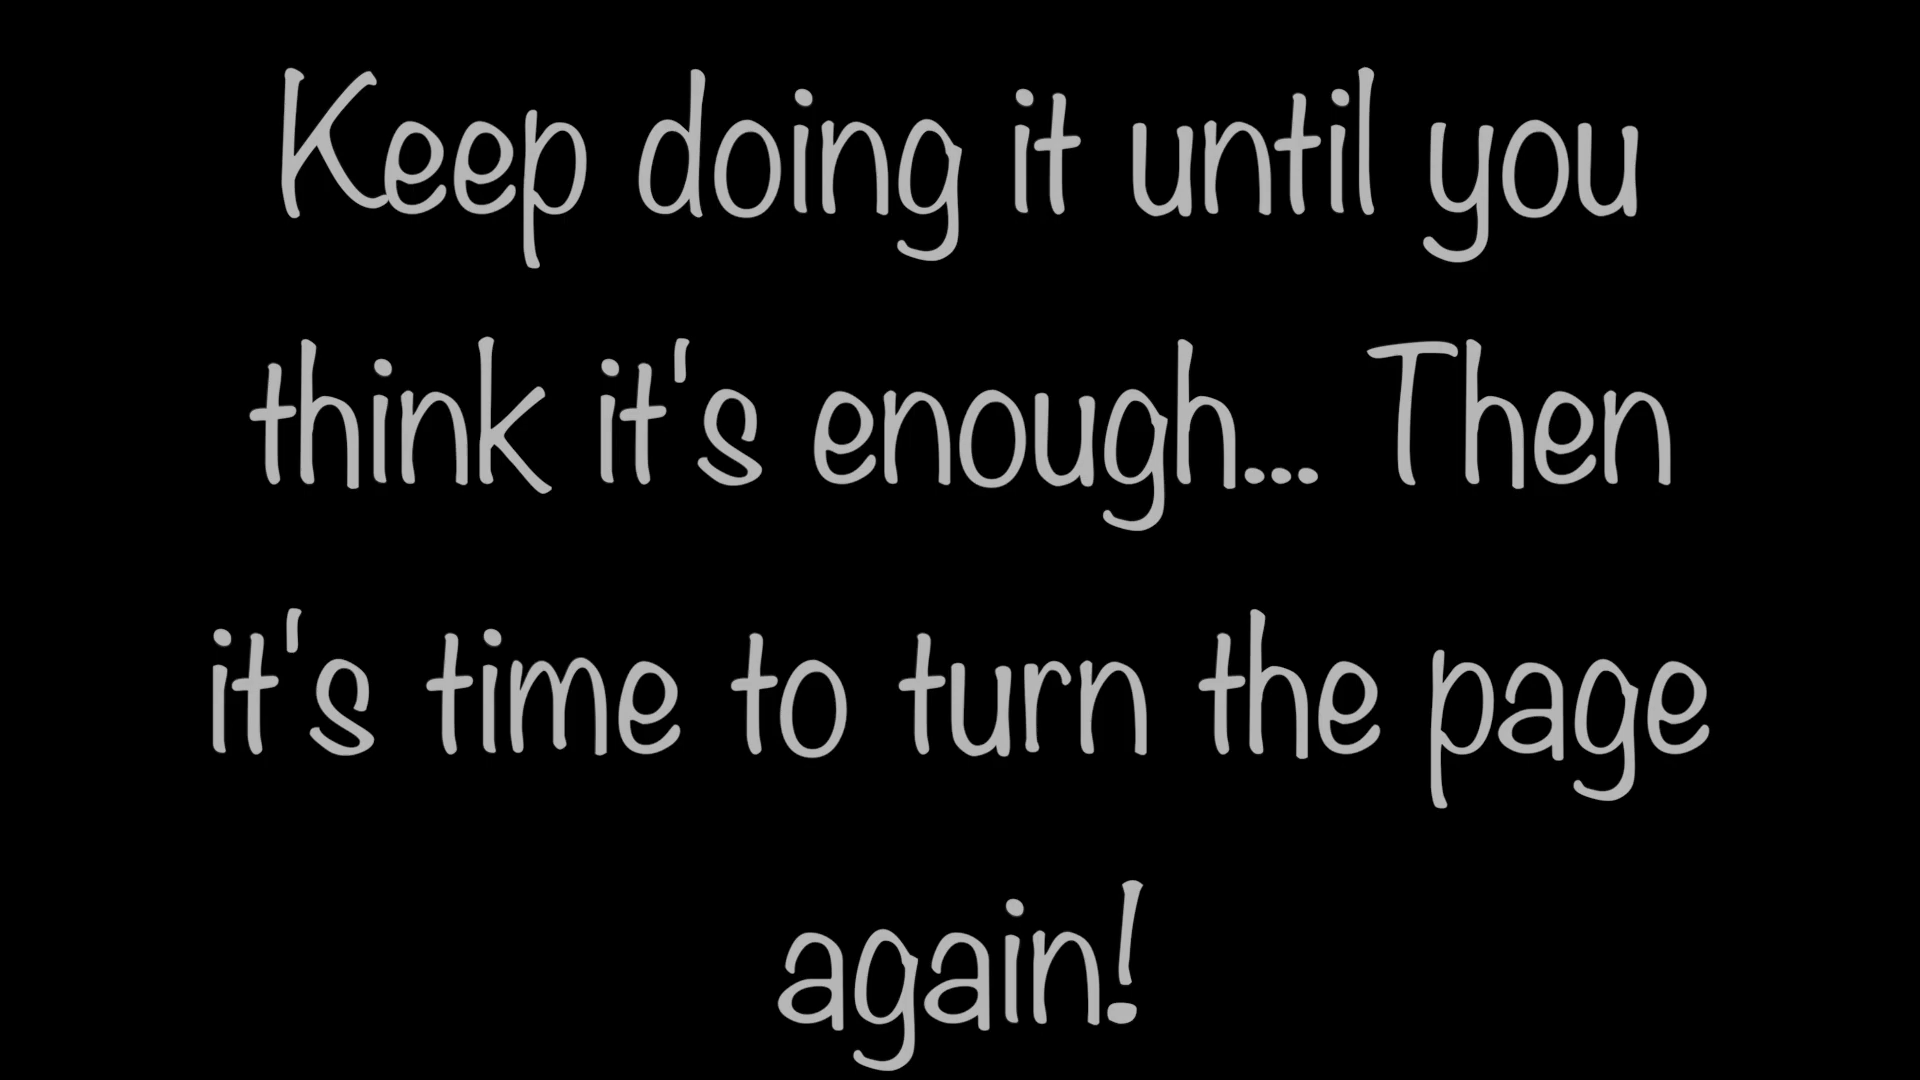 Keep doing it until you
think it's enough... Then
it's time to turn the page
again!